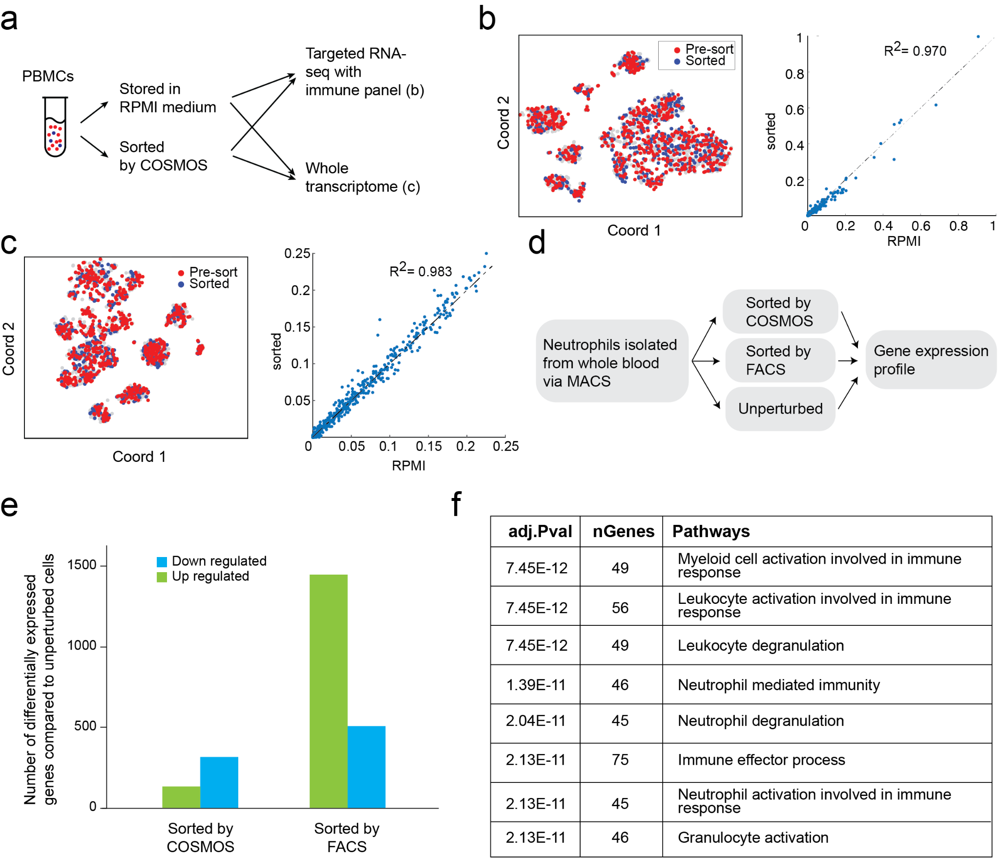 a
PBMCs
Stored in
RPMI medium
Sorted
by COSMOS
Targeted RNA-
seq with
immune panel (b)
Whole
transcriptome (c)
b
Pre-sort
Sorted
Coord 2
Coord 1
R2= 0.970
1
0.8
0.6
0.4
0.2
sorted
0 0.2 0.4 0.6 0.8 1
RPMI
c
Pre-sort
Sorted
Coord 2
Coord 1
R2= 0.983
0.25
0.2
0.15
0.1
0.05
sorted
0 0.05 0.1 0.15 0.2 0.25
RPMI
d
Neutrophils isolated
from whole blood
via MACS
Sorted by
COSMOS
Sorted by
FACS
Unperturbed
Gene expression
profile
e
Number of differentially expressed
genes compared to unperturbed cells
1500
1000
500
0
Down regulated
Up regulated
Sorted by
COSMOS
Sorted by
FACS
f
adj.Pval nGenes Pathways
7.45E-12 49 Myeloid cell activation involved in immune
response
7.45E-12 56 Leukocyte activation involved in immune
response
7.45E-12 49 Leukocyte degranulation
1.39E-11 46 Neutrophil mediated immunity
2.04E-11 45 Neutrophil degranulation
2.13E-11 75 Immune effector process
2.13E-11 45 Neutrophil activation involved in immune
response
2.13E-11 46 Granulocyte activation